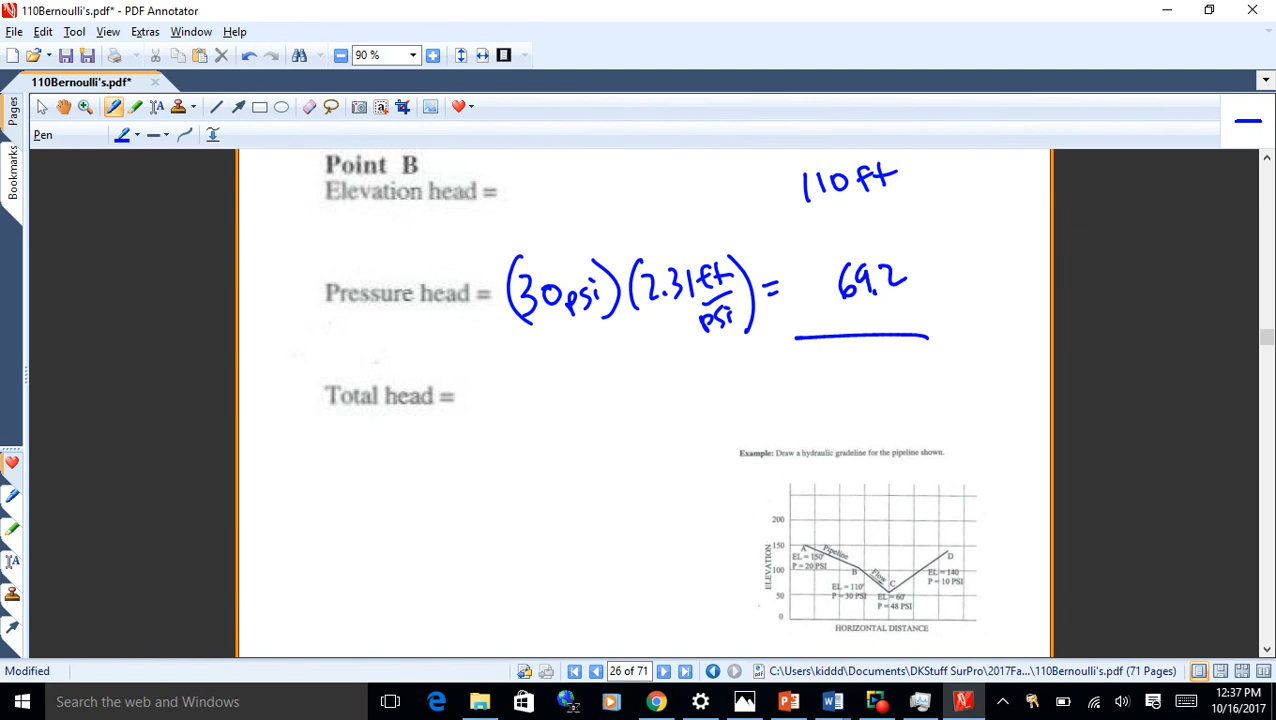 110Bernoulli's.pdf* - PDF Annotator
File Edit Tool View Extras Window Help
90 %
110Bernoulli's.pdf*
Pen
Pages
Bookmarks
Point B
Elevation head =
110 ft
Pressure head = (30psi)(2.31 ft/psi) = 69.2
Total head =
Example: Draw a hydraulic gradeline for the pipeline shown.
200
150
100
50
0
ELEVATION
A
EL = 150'
P = 20 PSI
Pipeline
B
EL = 110'
P = 30 PSI
Flow
C
EL = 60'
P = 48 PSI
D
EL = 140
P = 10 PSI
HORIZONTAL DISTANCE
Modified
26 of 71
C:\Users\kiddd\Documents\DKStuff SurPro\2017Fa...\110Bernoulli's.pdf (71 Pages)
Search the web and Windows
12:37 PM
10/16/2017